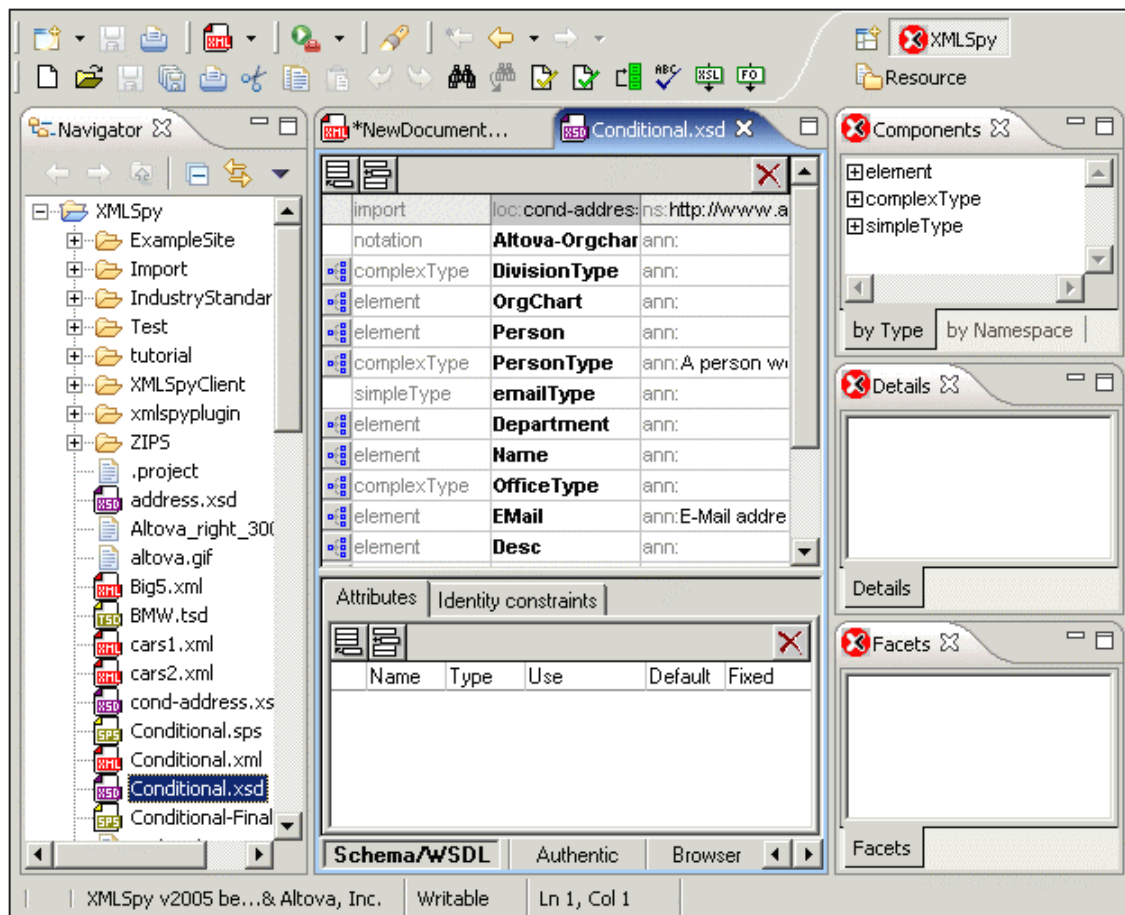 XMLSpy
Resource
Navigator
*NewDocument...
Conditional.xsd
Components
XMLSpy
ExampleSite
Import
IndustryStandar
Test
tutorial
XMLSpyClient
xmlspyplugin
ZIPS
.project
address.xsd
Altova_right_300
altova.gif
Big5.xml
BMW.tsd
cars1.xml
cars2.xml
cond-address.xs
Conditional.sps
Conditional.xml
Conditional.xsd
Conditional-Final
import loc:cond-address: ns:http://www.a
notation Altova-Orgchar ann:
complexType DivisionType ann:
element OrgChart ann:
element Person ann:
complexType PersonType ann:A person wo
simpleType emailType ann:
element Department ann:
element Name ann:
complexType OfficeType ann:
element EMail ann:E-Mail addre
element Desc ann:
Attributes Identity constraints
Name Type Use Default Fixed
Schema/WSDL Authentic Browser
element
complexType
simpleType
by Type by Namespace
Details
Details
Facets
Facets
XMLSpy v2005 be...& Altova, Inc. Writable Ln 1, Col 1